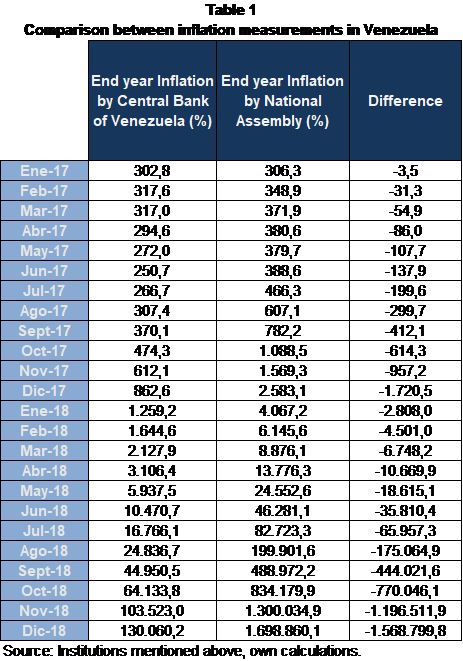 Table 1
Comparison between inflation measurements in Venezuela
End year Inflation by Central Bank of Venezuela (%) End year Inflation by National Assembly (%) Difference
Ene-17 302,8 306,3 -3,5
Feb-17 317,6 348,9 -31,3
Mar-17 317,0 371,9 -54,9
Abr-17 294,6 380,6 -86,0
May-17 272,0 379,7 -107,7
Jun-17 250,7 388,6 -137,9
Jul-17 266,7 466,3 -199,6
Ago-17 307,4 607,1 -299,7
Sept-17 370,1 782,2 -412,1
Oct-17 474,3 1.088,5 -614,3
Nov-17 612,1 1.569,3 -957,2
Dic-17 862,6 2.583,1 -1.720,5
Ene-18 1.259,2 4.067,2 -2.808,0
Feb-18 1.644,6 6.145,6 -4.501,0
Mar-18 2.127,9 8.876,1 -6.748,2
Abr-18 3.106,4 13.776,3 -10.669,9
May-18 5.937,5 24.552,6 -18.615,1
Jun-18 10.470,7 46.281,1 -35.810,4
Jul-18 16.766,1 82.723,3 -65.957,3
Ago-18 24.836,7 199.901,6 -175.064,9
Sept-18 44.950,5 488.972,2 -444.021,6
Oct-18 64.133,8 834.179,9 -770.046,1
Nov-18 103.523,0 1.300.034,9 -1.196.511,9
Dic-18 130.060,2 1.698.860,1 -1.568.799,8
Source: Institutions mentioned above, own calculations.